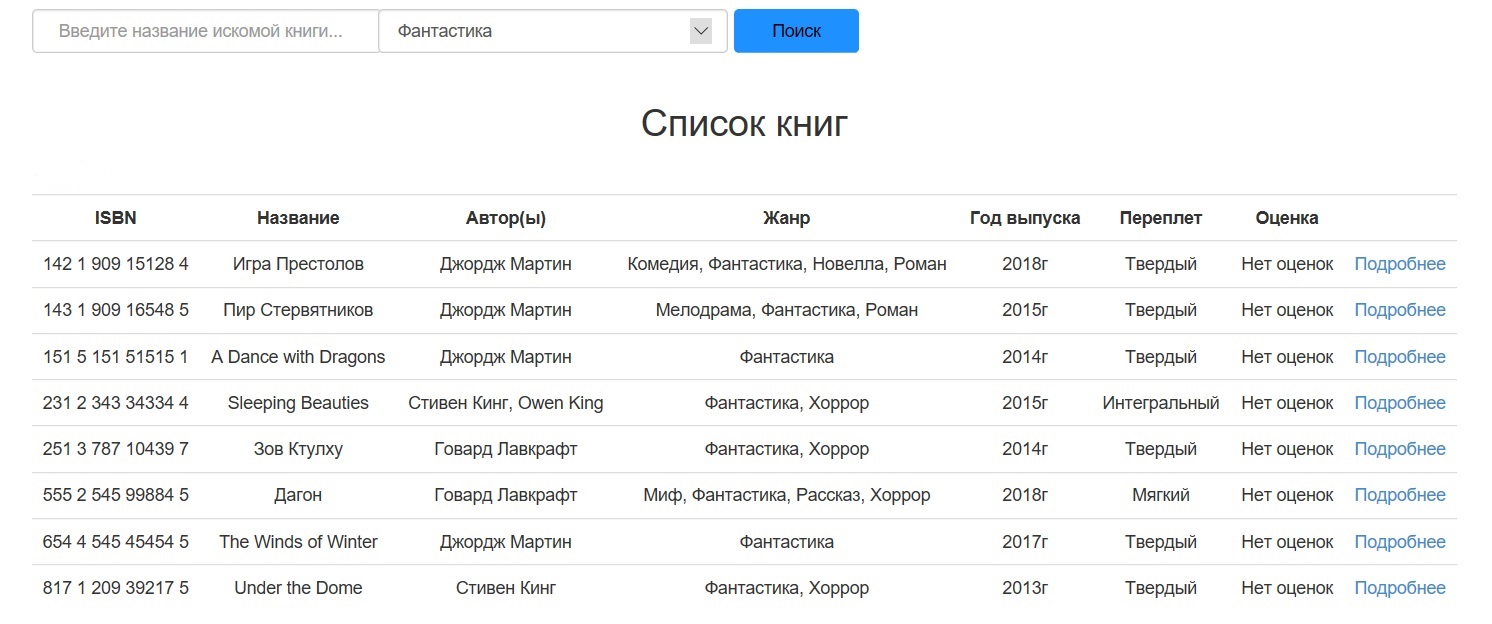 Введите название искомой книги... Фантастика Поиск
Список книг
ISBN Название Автор(ы) Жанр Год выпуска Переплет Оценка
142 1 909 15128 4 Игра Престолов Джордж Мартин Комедия, Фантастика, Новелла, Роман 2018г Твердый Нет оценок Подробнее
143 1 909 16548 5 Пир Стервятников Джордж Мартин Мелодрама, Фантастика, Роман 2015г Твердый Нет оценок Подробнее
151 5 151 51515 1 A Dance with Dragons Джордж Мартин Фантастика 2014г Твердый Нет оценок Подробнее
231 2 343 34334 4 Sleeping Beauties Стивен Кинг, Owen King Фантастика, Хоррор 2015г Интегральный Нет оценок Подробнее
251 3 787 10439 7 Зов Ктулху Говард Лавкрафт Фантастика, Хоррор 2014г Твердый Нет оценок Подробнее
555 2 545 99884 5 Дагон Говард Лавкрафт Миф, Фантастика, Рассказ, Хоррор 2018г Мягкий Нет оценок Подробнее
654 4 545 45454 5 The Winds of Winter Джордж Мартин Фантастика 2017г Твердый Нет оценок Подробнее
817 1 209 39217 5 Under the Dome Стивен Кинг Фантастика, Хоррор 2013г Твердый Нет оценок Подробнее